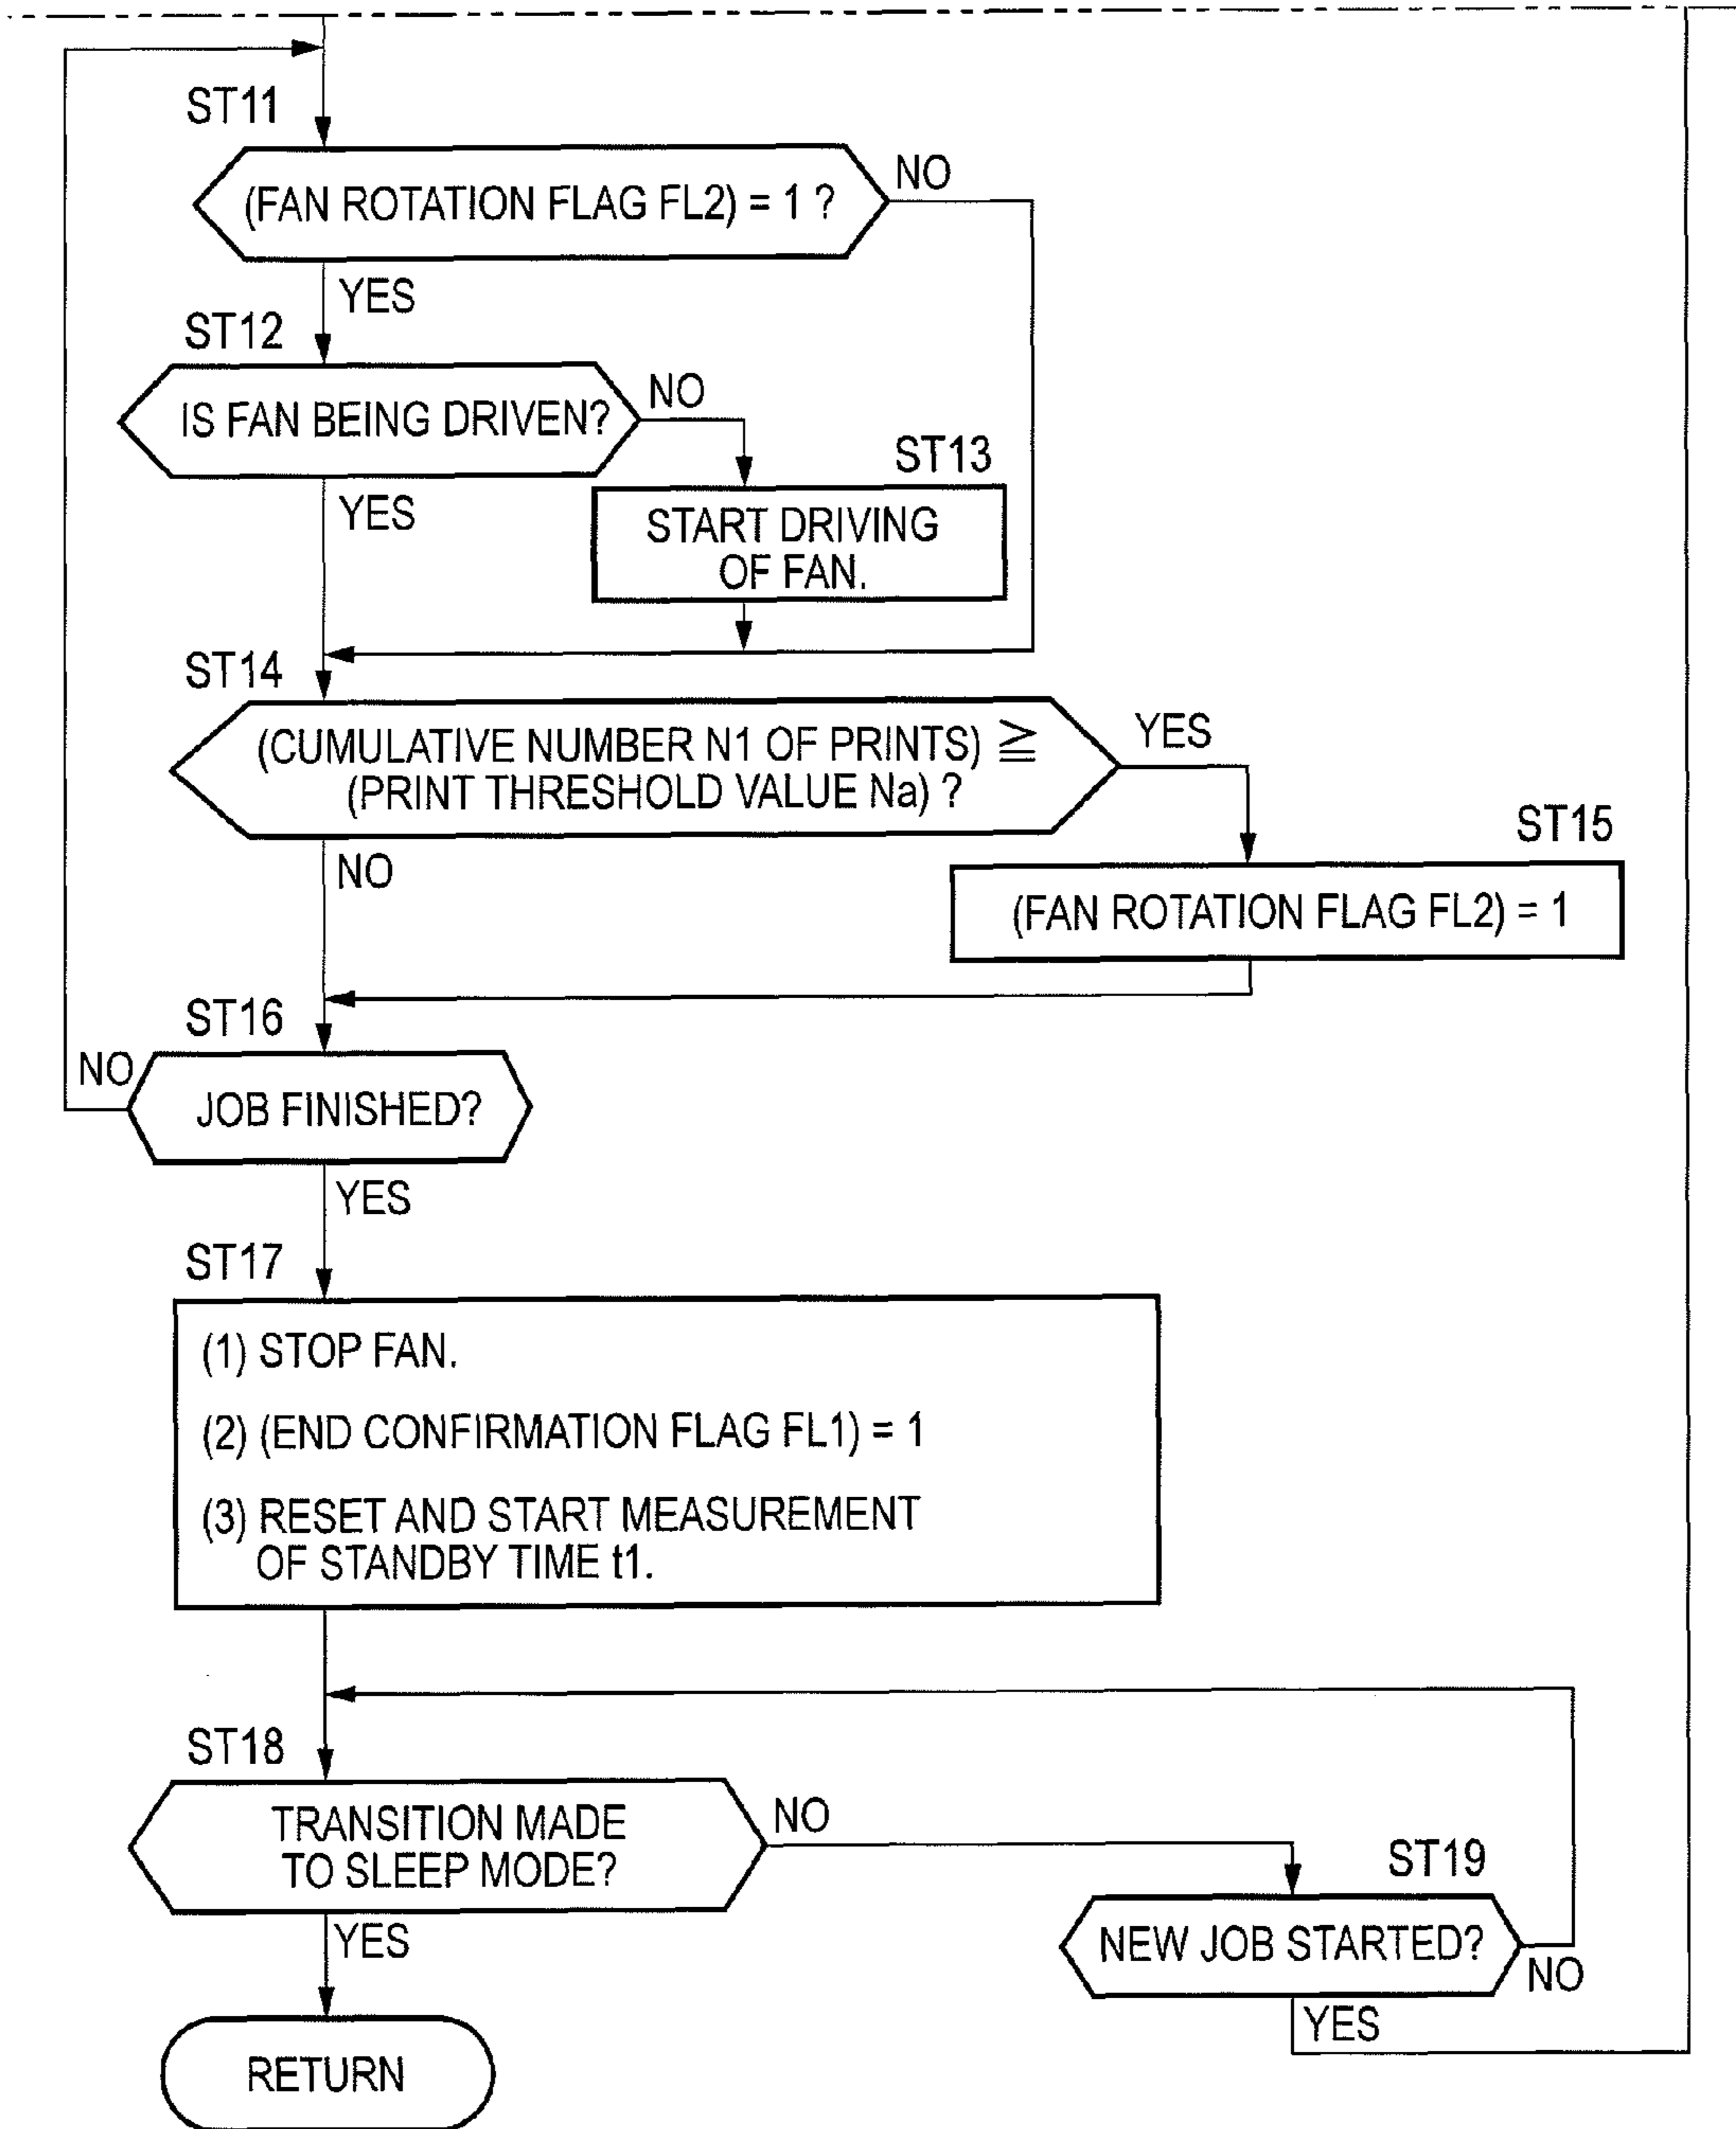 ST11
(FAN ROTATION FLAG FL2) = 1 ?
NO
YES
ST12
IS FAN BEING DRIVEN?
NO
YES
ST13
START DRIVING
OF FAN.
ST14
(CUMULATIVE NUMBER N1 OF PRINTS) ≧
(PRINT THRESHOLD VALUE Na) ?
YES
NO
ST15
(FAN ROTATION FLAG FL2) = 1
ST16
NO
JOB FINISHED?
YES
ST17
(1) STOP FAN.
(2) (END CONFIRMATION FLAG FL1) = 1
(3) RESET AND START MEASUREMENT
OF STANDBY TIME t1.
ST18
TRANSITION MADE
TO SLEEP MODE?
NO
YES
ST19
NEW JOB STARTED?
NO
YES
RETURN